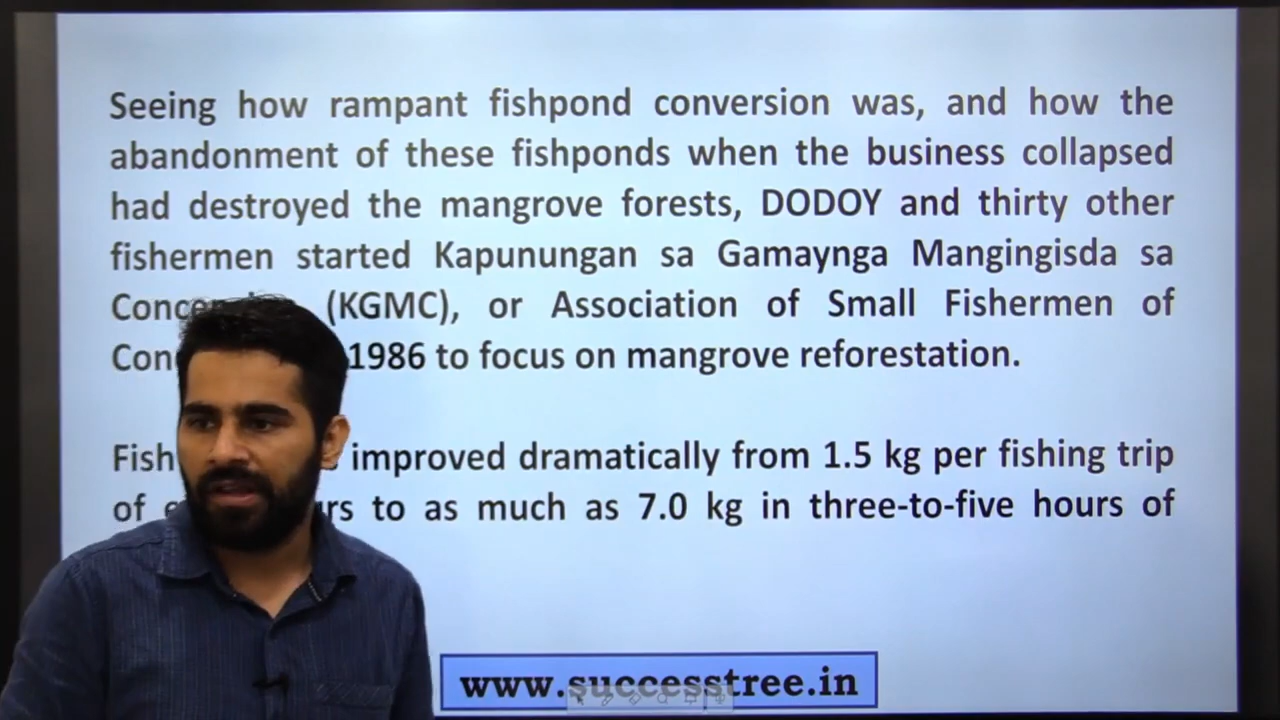 Seeing how rampant fishpond conversion was, and how the
abandonment of these fishponds when the business collapsed
had destroyed the mangrove forests, DODOY and thirty other
fishermen started Kapunungan sa Gamaynga Mangingisda sa
(KGMC), or Association of Small Fishermen of
1986 to focus on mangrove reforestation.
improved dramatically from 1.5 kg per fishing trip
of to as much as 7.0 kg in three-to-five hours of
www.successtree.in